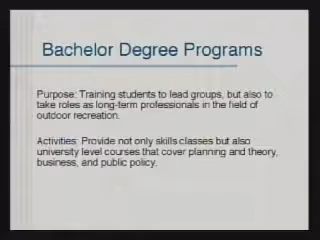 Bachelor Degree Programs
Purpose: Training students to lead groups, but also to
take roles as long-term professionals in the field of
outdoor recreation.
Activities: Provide not only skills classes but also
university level courses that cover planning and theory,
business, and public policy.